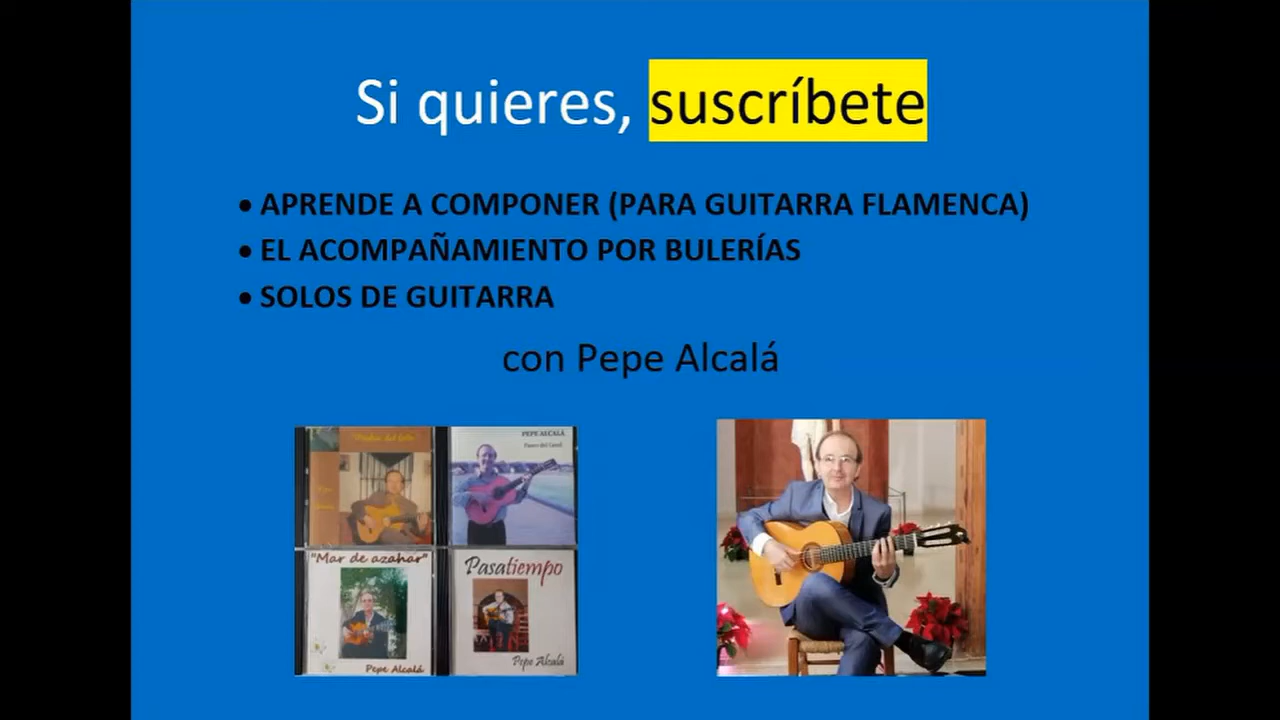 Si quieres, suscríbete
• APRENDE A COMPONER (PARA GUITARRA FLAMENCA)
• EL ACOMPAÑAMIENTO POR BULERÍAS
• SOLOS DE GUITARRA
con Pepe Alcalá
PEPE ALCALÁ
"Mar de azahar"
Pepe Alcalá
Pasatiempo
Pepe Alcalá